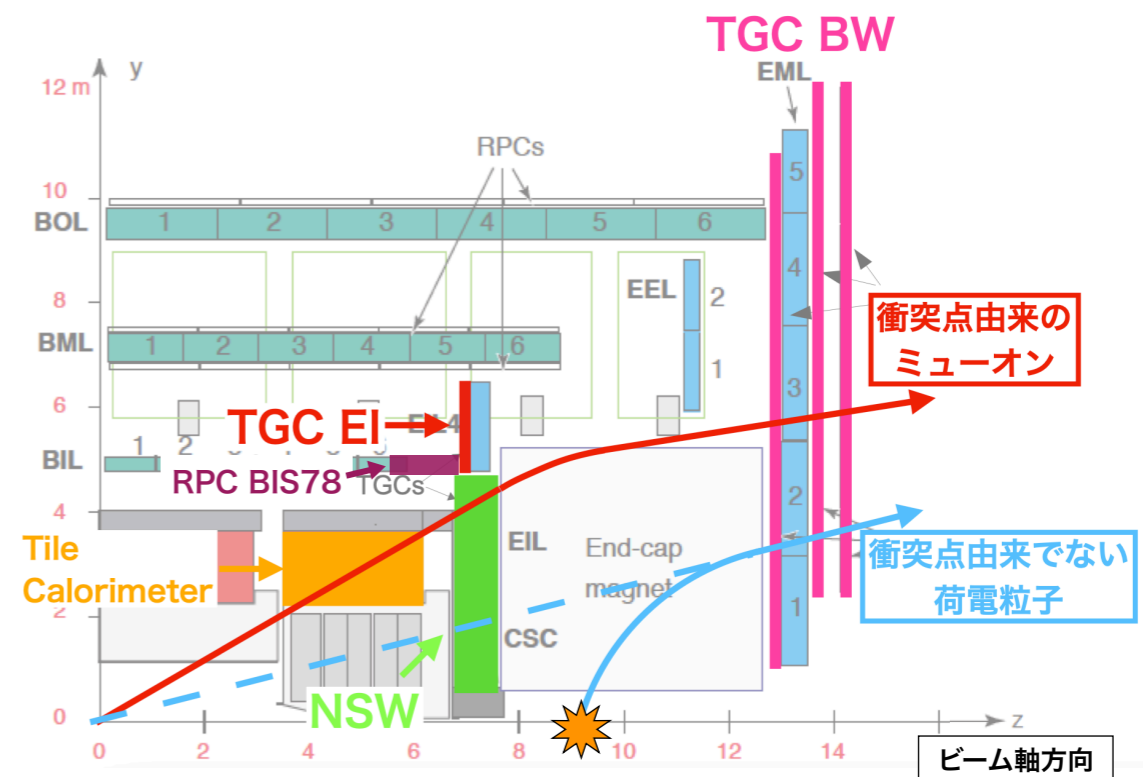 TGC BW
EML
y
12 m
RPCs
5
10
BOL
1 2 3 4 5 6
4
EEL
2
8
衝突点由来の
ミューオン
BML
1 2 3 4 5 6
1
3
6
TGC EI
1 2
BIL
RPC BIS78
TGCs
2
4
EIL
End-cap
magnet
衝突点由来でない
荷電粒子
Tile
Calorimeter
2
1
CSC
NSW
0
z
0 2 4 6 8 10 12 14
ビーム軸方向